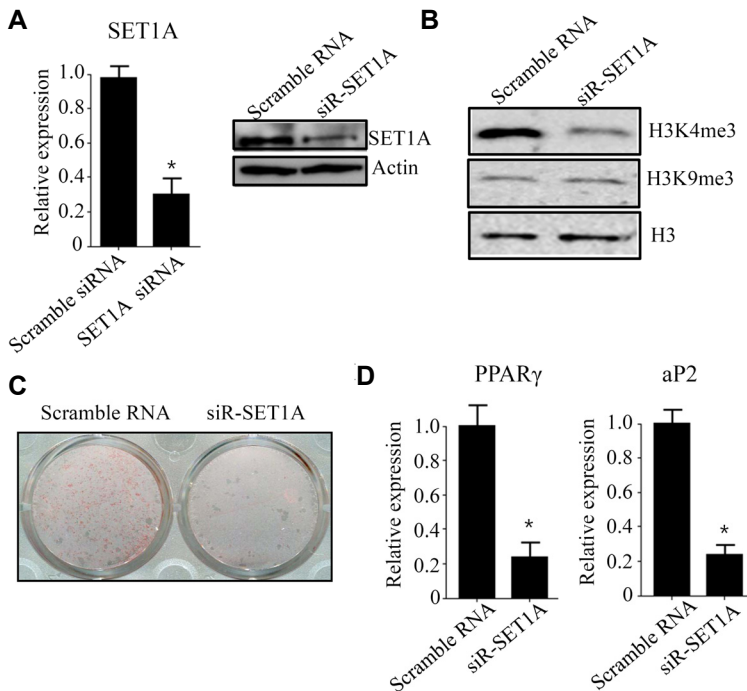 A
SET1A
Relative expression
1.0
0.8
0.6
0.4
0.2
0
*
Scramble siRNA
SET1A siRNA
Scramble RNA
siR-SET1A
SET1A
Actin
B
Scramble RNA
siR-SET1A
H3K4me3
H3K9me3
H3
C
Scramble RNA
siR-SET1A
D
PPARγ
Relative expression
1.0
0.8
0.6
0.4
0.2
0
*
Scramble RNA
siR-SET1A
aP2
Relative expression
1.0
0.8
0.6
0.4
0.2
0
*
Scramble RNA
siR-SET1A